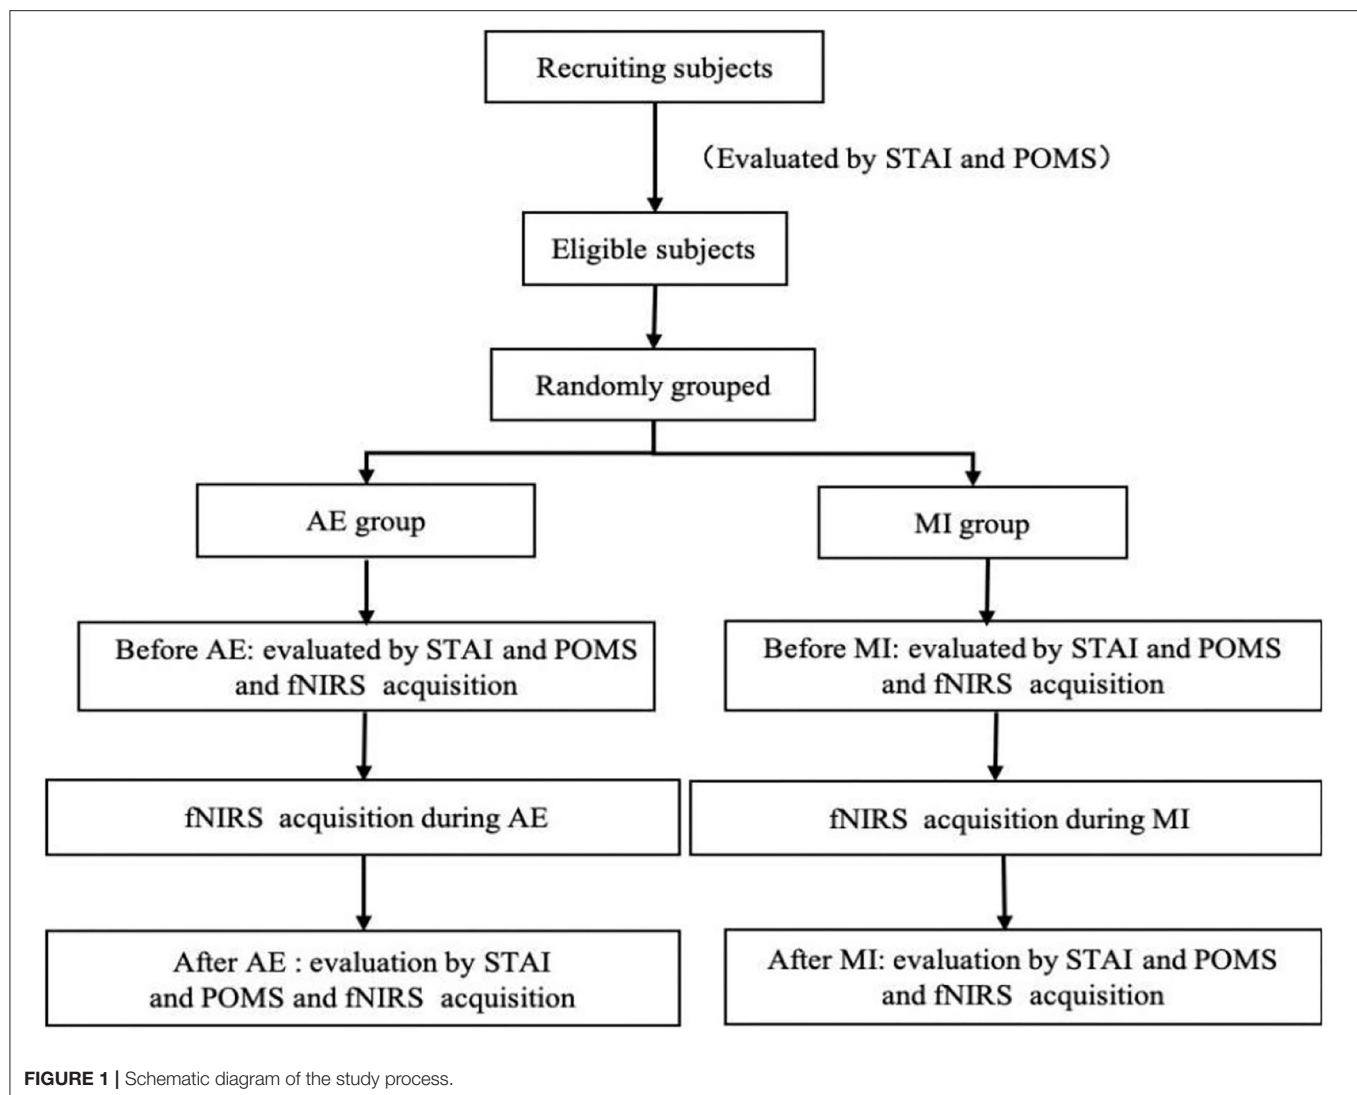 Recruiting subjects
（Evaluated by STAI and POMS）
Eligible subjects
Randomly grouped
AE group
MI group
Before AE: evaluated by STAI and POMS
and fNIRS acquisition
Before MI: evaluated by STAI and POMS
and fNIRS acquisition
fNIRS acquisition during AE
fNIRS acquisition during MI
After AE : evaluation by STAI
and POMS and fNIRS acquisition
After MI: evaluation by STAI and POMS
and fNIRS acquisition
FIGURE 1 | Schematic diagram of the study process.